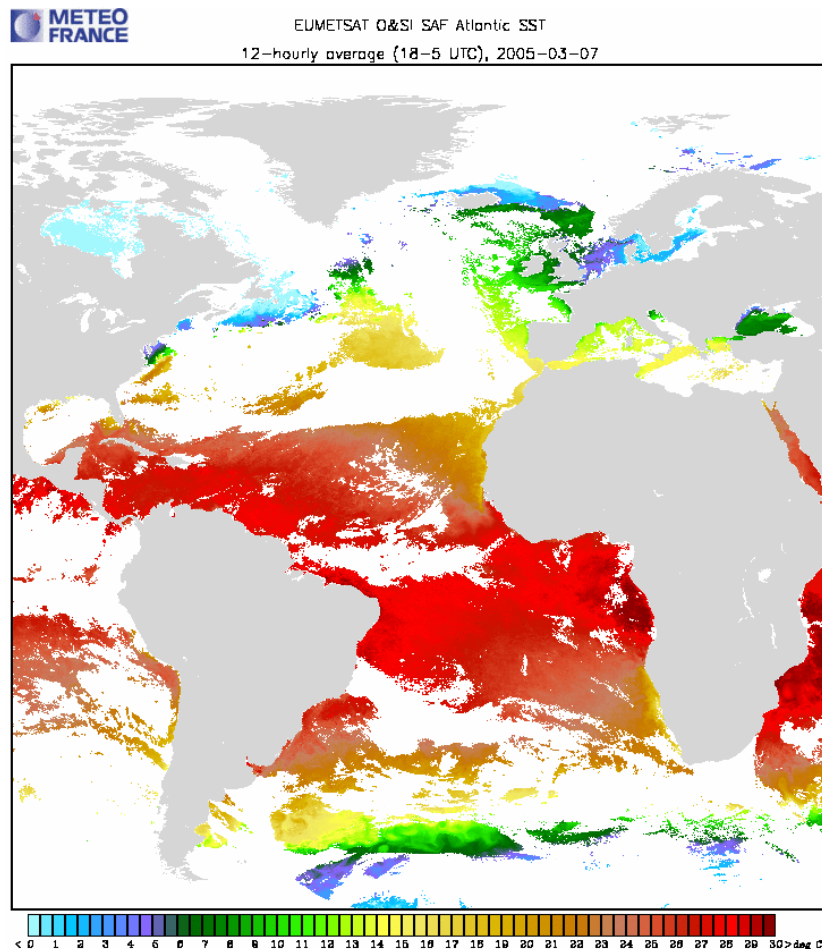 METEO
FRANCE
EUMETSAT O&SI SAF Atlantic SST
12-hourly average (18-5 UTC), 2005-03-07
< 0 1 2 3 4 5 6 7 8 9 10 11 12 13 14 15 16 17 18 19 20 21 22 23 24 25 26 27 28 29 30 > deg C